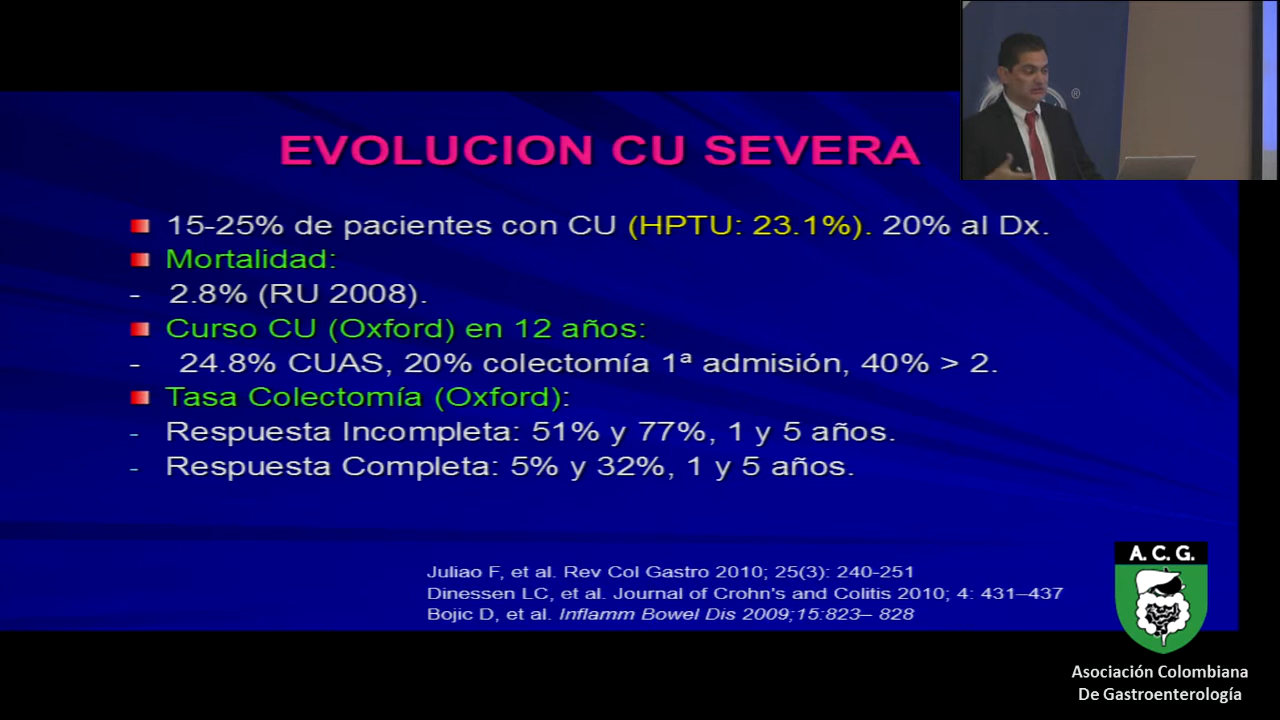 EVOLUCION CU SEVERA
15-25% de pacientes con CU (HPTU: 23.1%). 20% al Dx.
Mortalidad:
- 2.8% (RU 2008).
Curso CU (Oxford) en 12 años:
- 24.8% CUAS, 20% colectomía 1ª admisión, 40% > 2.
Tasa Colectomía (Oxford):
- Respuesta Incompleta: 51% y 77%, 1 y 5 años.
- Respuesta Completa: 5% y 32%, 1 y 5 años.
Juliao F, et al. Rev Col Gastro 2010; 25(3): 240-251
Dinessen LC, et al. Journal of Crohn's and Colitis 2010; 4: 431–437
Bojic D, et al. Inflamm Bowel Dis 2009;15:823– 828
®
A. C. G.
Asociación Colombiana
De Gastroenterología